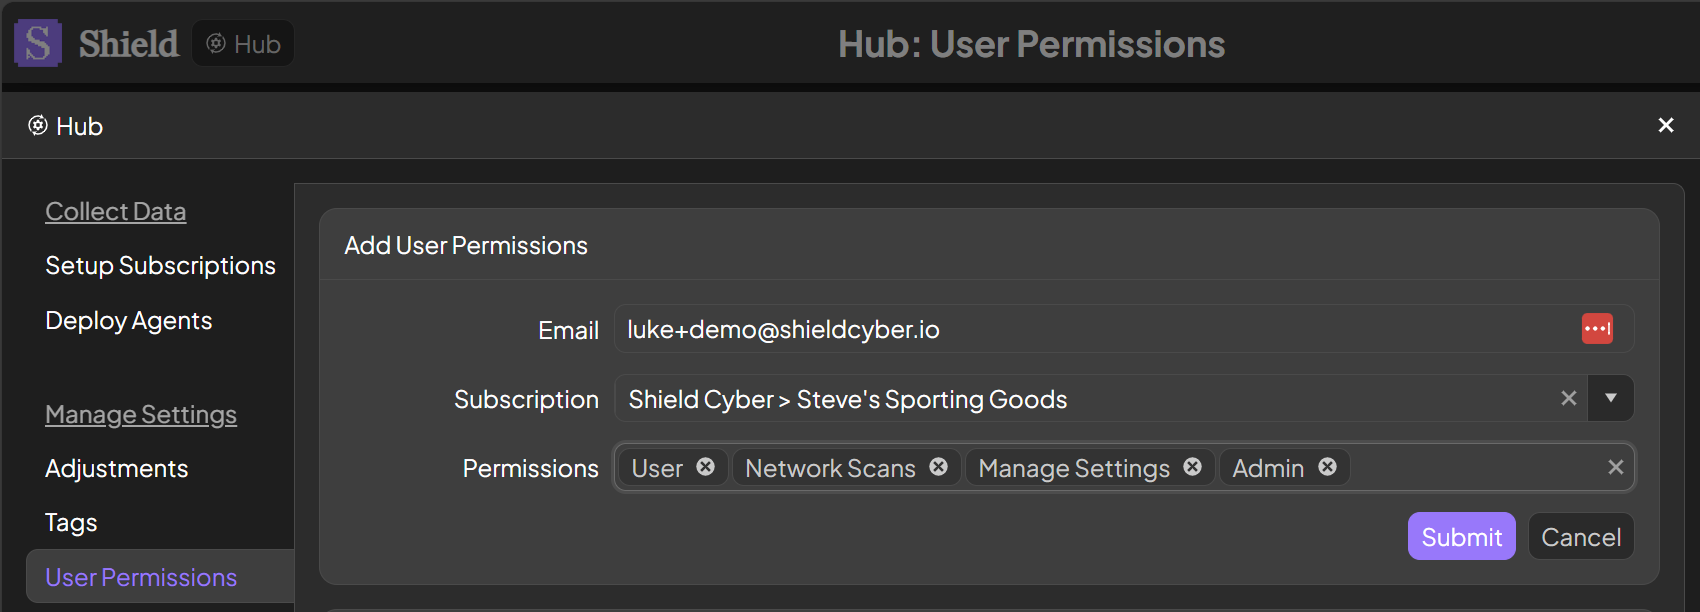 S Shield Hub Hub: User Permissions
Hub
Collect Data
Setup Subscriptions
Deploy Agents
Manage Settings
Adjustments
Tags
User Permissions
Add User Permissions
Email luke+demo@shieldcyber.io
Subscription Shield Cyber > Steve's Sporting Goods
Permissions User Network Scans Manage Settings Admin
Submit Cancel